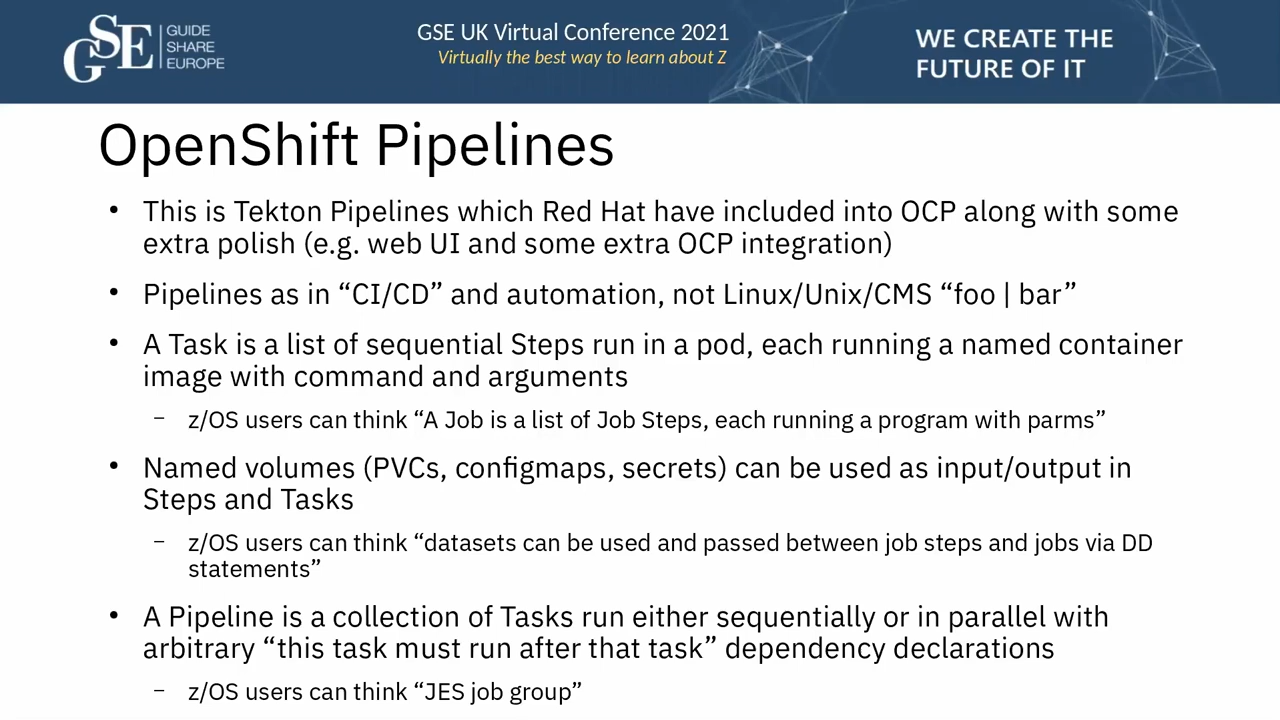 GSE
GUIDE
SHARE
EUROPE
GSE UK Virtual Conference 2021
Virtually the best way to learn about Z
WE CREATE THE
FUTURE OF IT
OpenShift Pipelines
• This is Tekton Pipelines which Red Hat have included into OCP along with some
extra polish (e.g. web UI and some extra OCP integration)
• Pipelines as in “CI/CD” and automation, not Linux/Unix/CMS “foo | bar”
• A Task is a list of sequential Steps run in a pod, each running a named container
image with command and arguments
– z/OS users can think “A Job is a list of Job Steps, each running a program with parms”
• Named volumes (PVCs, configmaps, secrets) can be used as input/output in
Steps and Tasks
– z/OS users can think “datasets can be used and passed between job steps and jobs via DD
statements”
• A Pipeline is a collection of Tasks run either sequentially or in parallel with
arbitrary “this task must run after that task” dependency declarations
– z/OS users can think “JES job group”